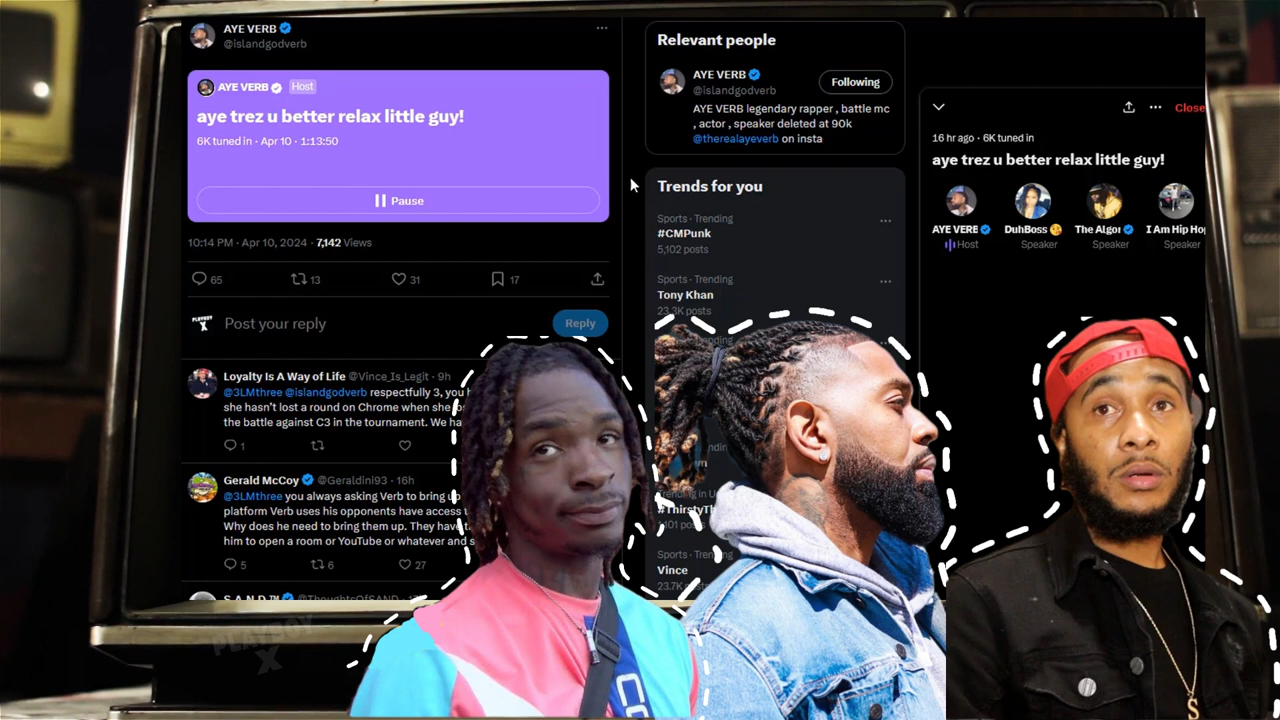 AYE VERB
@islandgodverb
AYE VERB Host
aye trez u better relax little guy!
6K tuned in · Apr 10 · 1:13:50
Pause
10:14 PM · Apr 10, 2024 · 7,142 Views
65 13 31 17
Post your reply
Reply
Loyalty Is A Way of Life @Vince_Is_Legit · 9h
@3LMthree @islandgodverb respectfully 3, you
she hasn't lost a round on Chrome when she
the battle against C3 in the tournament. We
1
Gerald McCoy @Geraldini93 · 16h
@3LMthree you always asking Verb to bring up
platform Verb uses his opponents have access
Why does he need to bring them up. They have
him to open a room or YouTube or whatever and
5 6 27
Relevant people
AYE VERB
@islandgodverb
Following
AYE VERB legendary rapper , battle mc
, actor , speaker deleted at 90k
@therealayeverb on insta
Trends for you
Sports · Trending
#CMPunk
5,102 posts
Sports · Trending
Tony Khan
23.3K posts
Sports · Trending
Vince
23.7K posts
Close
16 hr ago · 6K tuned in
aye trez u better relax little guy!
AYE VERB DuhBoss The Algor I Am Hip Hop
Host Speaker Speaker Speaker
PLAYBOY
X
S